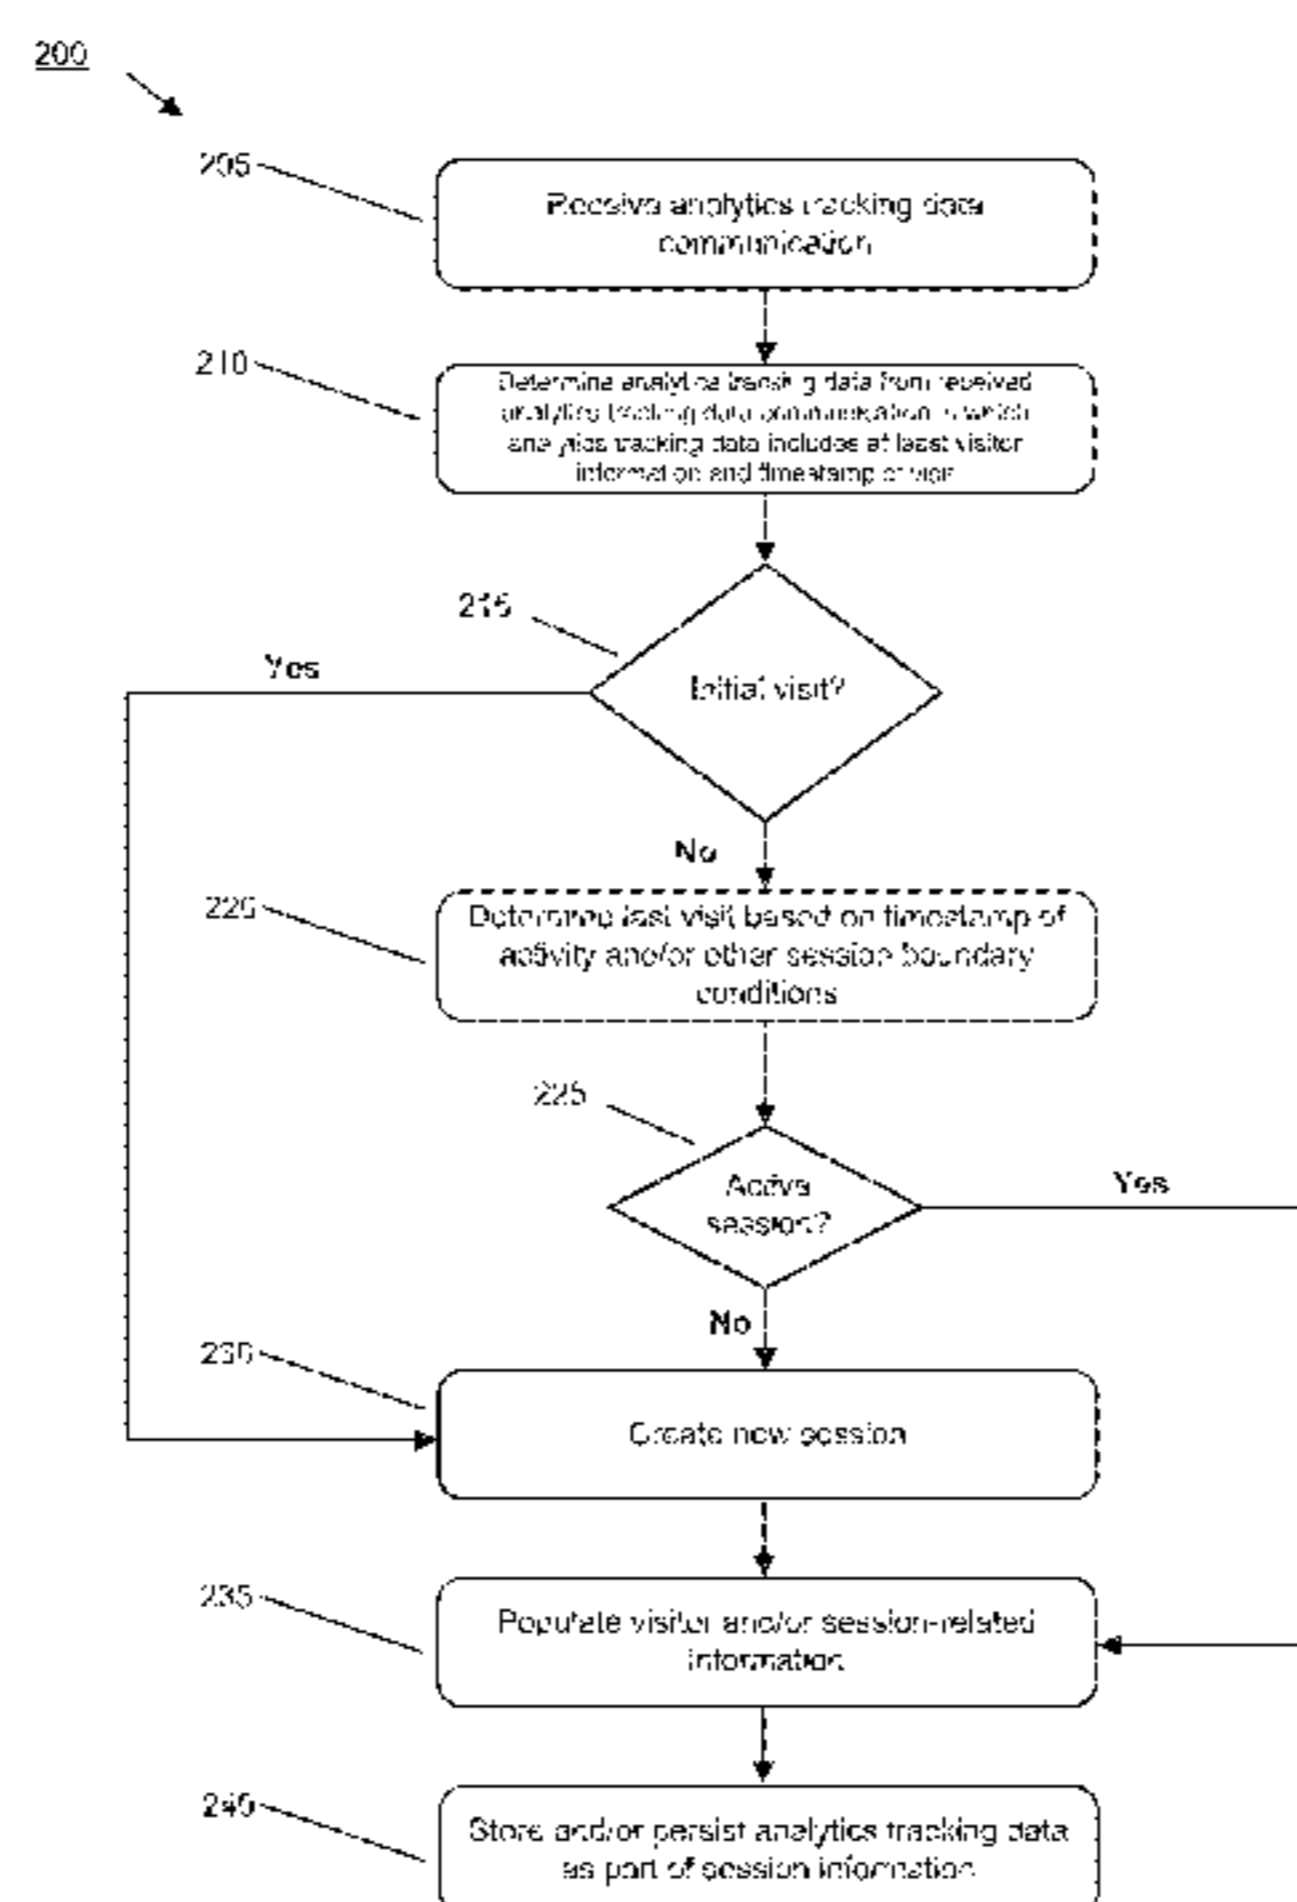 200
205
Receive analytics tracking data
communication
210
Determine analytics tracking data from received
analytics tracking data communication in which
analytics tracking data includes at least visitor
information and timestamp of visit
215
Yes
Initial visit?
No
220
Determine last visit based on timestamp of
activity and/or other session boundary
conditions
225
Active
session?
Yes
No
230
Create new session
235
Populate visitor and/or session-related
information
240
Store and/or persist analytics tracking data
as part of session information